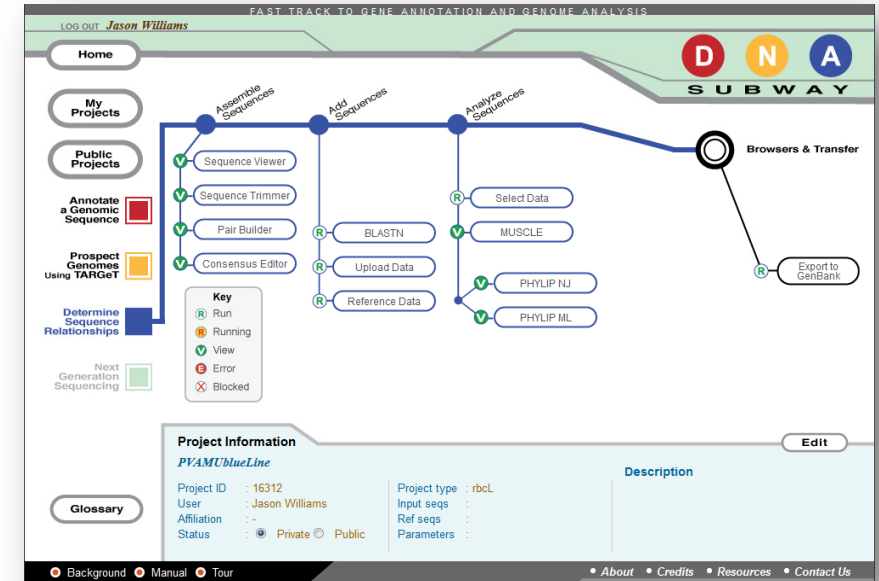 FAST TRACK TO GENE ANNOTATION AND GENOME ANALYSIS
LOG OUT Jason Williams
Home
D N A
SUBWAY
My
Projects
Public
Projects
Annotate
a Genomic
Sequence
Prospect
Genomes
Using TARGeT
Determine
Sequence
Relationships
Next
Generation
Sequencing
Glossary
Assemble
Sequences
V Sequence Viewer
V Sequence Trimmer
V Pair Builder
V Consensus Editor
Add
Sequences
R BLASTN
R Upload Data
R Reference Data
Analyze
Sequences
R Select Data
V MUSCLE
V PHYLIP NJ
V PHYLIP ML
Browsers & Transfer
R Export to
GenBank
Key
R Run
R Running
V View
E Error
X Blocked
Project Information
Edit
PVAMUblueLine
Project ID : 16312
User : Jason Williams
Affiliation : -
Status : Private Public
Project type : rbcL
Input seqs :
Ref seqs :
Parameters :
Description
Background Manual Tour
• About • Credits • Resources • Contact Us